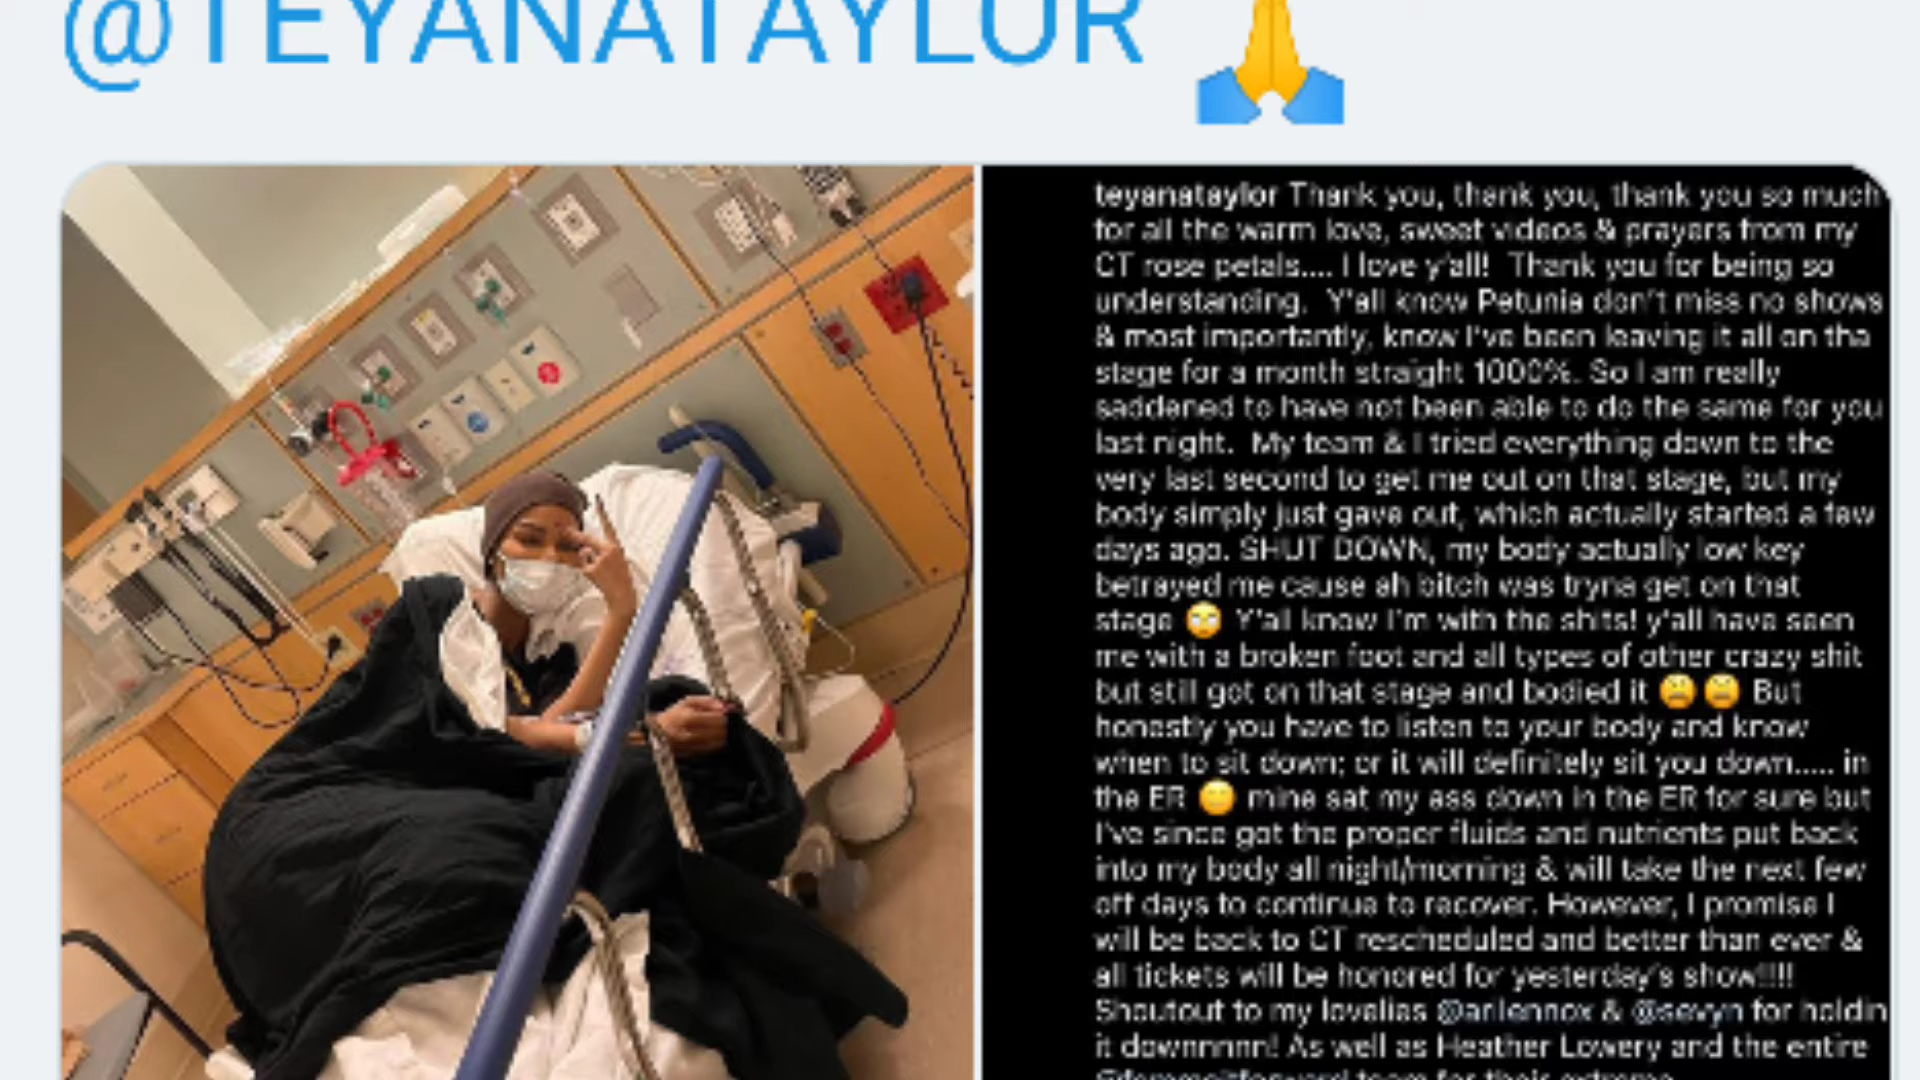 @TEYANATAYLOR 🙏
teyanataylor Thank you, thank you, thank you so much
for all the warm love, sweet videos & prayers from my
CT rose petals.... I love y'all!  Thank you for being so
understanding.  Y'all know Petunia don't miss no shows
& most importantly, know I've been leaving it all on tha
stage for a month straight 1000%. So I am really
saddened to have not been able to do the same for you
last night.  My team & I tried everything down to the
very last second to get me out on that stage, but my
body simply just gave out, which actually started a few
days ago. SHUT DOWN, my body actually low key
betrayed me cause ah bitch was tryna get on that
stage 🙄 Y'all know I'm with the shits! y'all have seen
me with a broken foot and all types of other crazy shit
but still got on that stage and bodied it But
honestly you have to listen to your body and know
when to sit down; or it will definitely sit you down..... in
the ER mine sat my ass down in the ER for sure but
I've since got the proper fluids and nutrients put back
into my body all night/morning & will take the next few
off days to continue to recover. However, I promise I
will be back to CT rescheduled and better than ever &
all tickets will be honored for yesterday's show!!!!
Shoutout to my lovelies @arilennox & @sevyn for holdin
it downnnnn! As well as Heather Lowery and the entire
team for their extreme